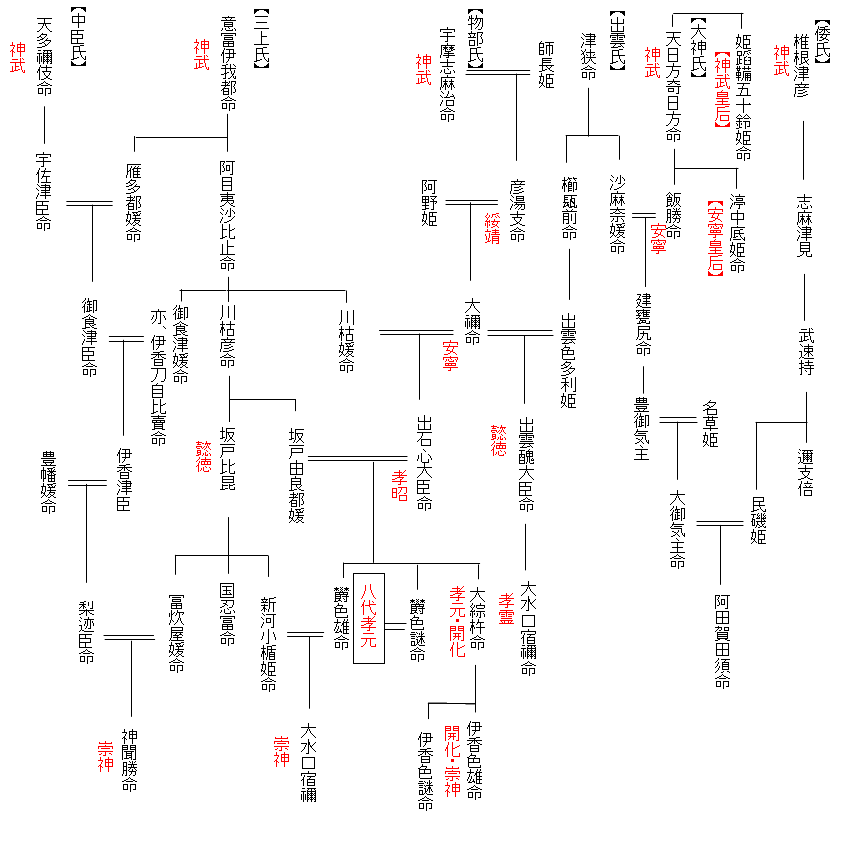 【倭氏】
椎根津彦
神武
志麻津見
武速持
邇支倍
民磯姫
阿田賀田須命
【大神氏】
姫蹈鞴五十鈴姫命
【神武皇后】
天日方奇日方命
神武
渟中底姫命
【安寧皇后】
飯勝命
安寧
建甕尻命
豊御気主
名草姫
大御気主命
【出雲氏】
津狭命
沙麻奈媛命
櫛瓺前命
出雲色多利姫
【物部氏】
宇摩志麻治命
神武
師長姫
彦湯支命
綏靖
阿野姫
大禰命
安寧
出雲醜大臣命
懿徳
出石心大臣命
孝昭
大水口宿禰命
孝霊
大綜杵命
孝元・開化
欝色謎命
八代孝元
欝色雄命
伊香色雄命
開化・崇神
伊香色謎命
【三上氏】
意富伊我都命
神武
阿目夷沙比止命
雁多都媛命
川枯媛命
川枯彦命
御食津媛命
亦、伊香刀自比賣命
坂戸由良都媛
坂戸比昆
懿徳
新河小楯姫命
国忍富命
富炊屋媛命
大水口宿禰
崇神
【中臣氏】
天多禰伎命
神武
宇佐津臣命
御食津臣命
伊香津臣
豊幡媛命
梨迹臣命
神聞勝命
崇神